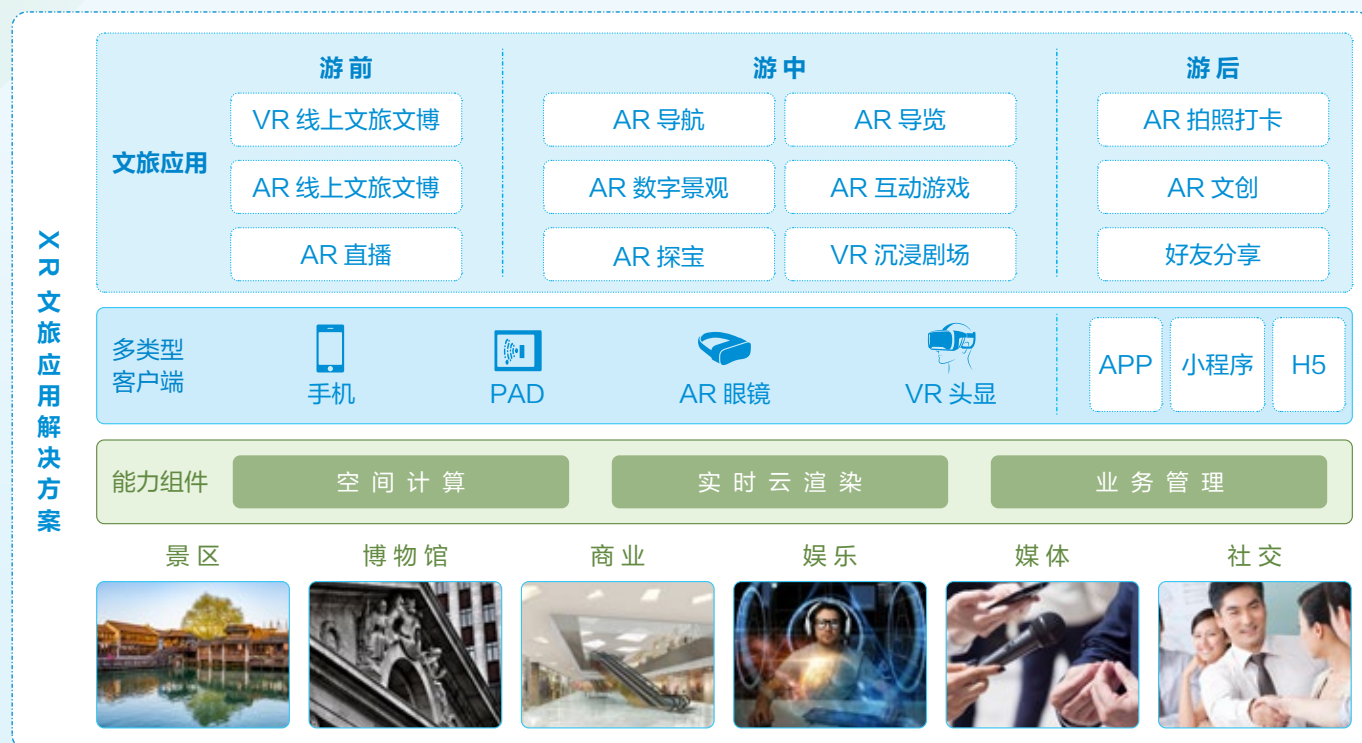 XR文旅应用解决方案
文旅应用
游前
VR 线上文旅文博
AR 线上文旅文博
AR 直播
游中
AR 导航
AR 导览
AR 数字景观
AR 互动游戏
AR 探宝
VR 沉浸剧场
游后
AR 拍照打卡
AR 文创
好友分享
多类型
客户端
手机
PAD
AR 眼镜
VR 头显
APP
小程序
H5
能力组件
空间计算
实时云渲染
业务管理
景区
博物馆
商业
娱乐
媒体
社交